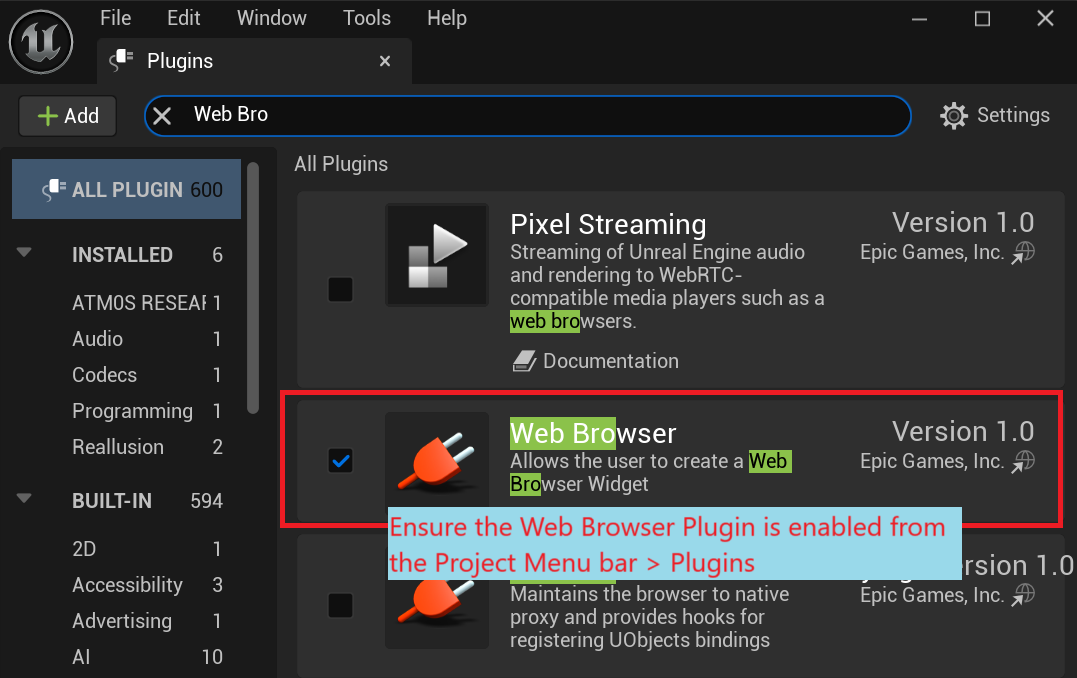 File Edit Window Tools Help
Plugins
Add
Web Bro
Settings
ALL PLUGIN 600
All Plugins
INSTALLED 6
ATM0S RESEAR 1
Audio 1
Codecs 1
Programming 1
Reallusion 2
BUILT-IN 594
2D 1
Accessibility 3
Advertising 1
AI 10
Pixel Streaming
Version 1.0
Streaming of Unreal Engine audio
and rendering to WebRTC-
compatible media players such as a
web browsers.
Epic Games, Inc.
Documentation
Web Browser
Version 1.0
Allows the user to create a Web
Browser Widget
Epic Games, Inc.
Ensure the Web Browser Plugin is enabled from
the Project Menu bar > Plugins
1.0
Maintains the browser to native
proxy and provides hooks for
registering UObjects bindings
Epic Games, Inc.